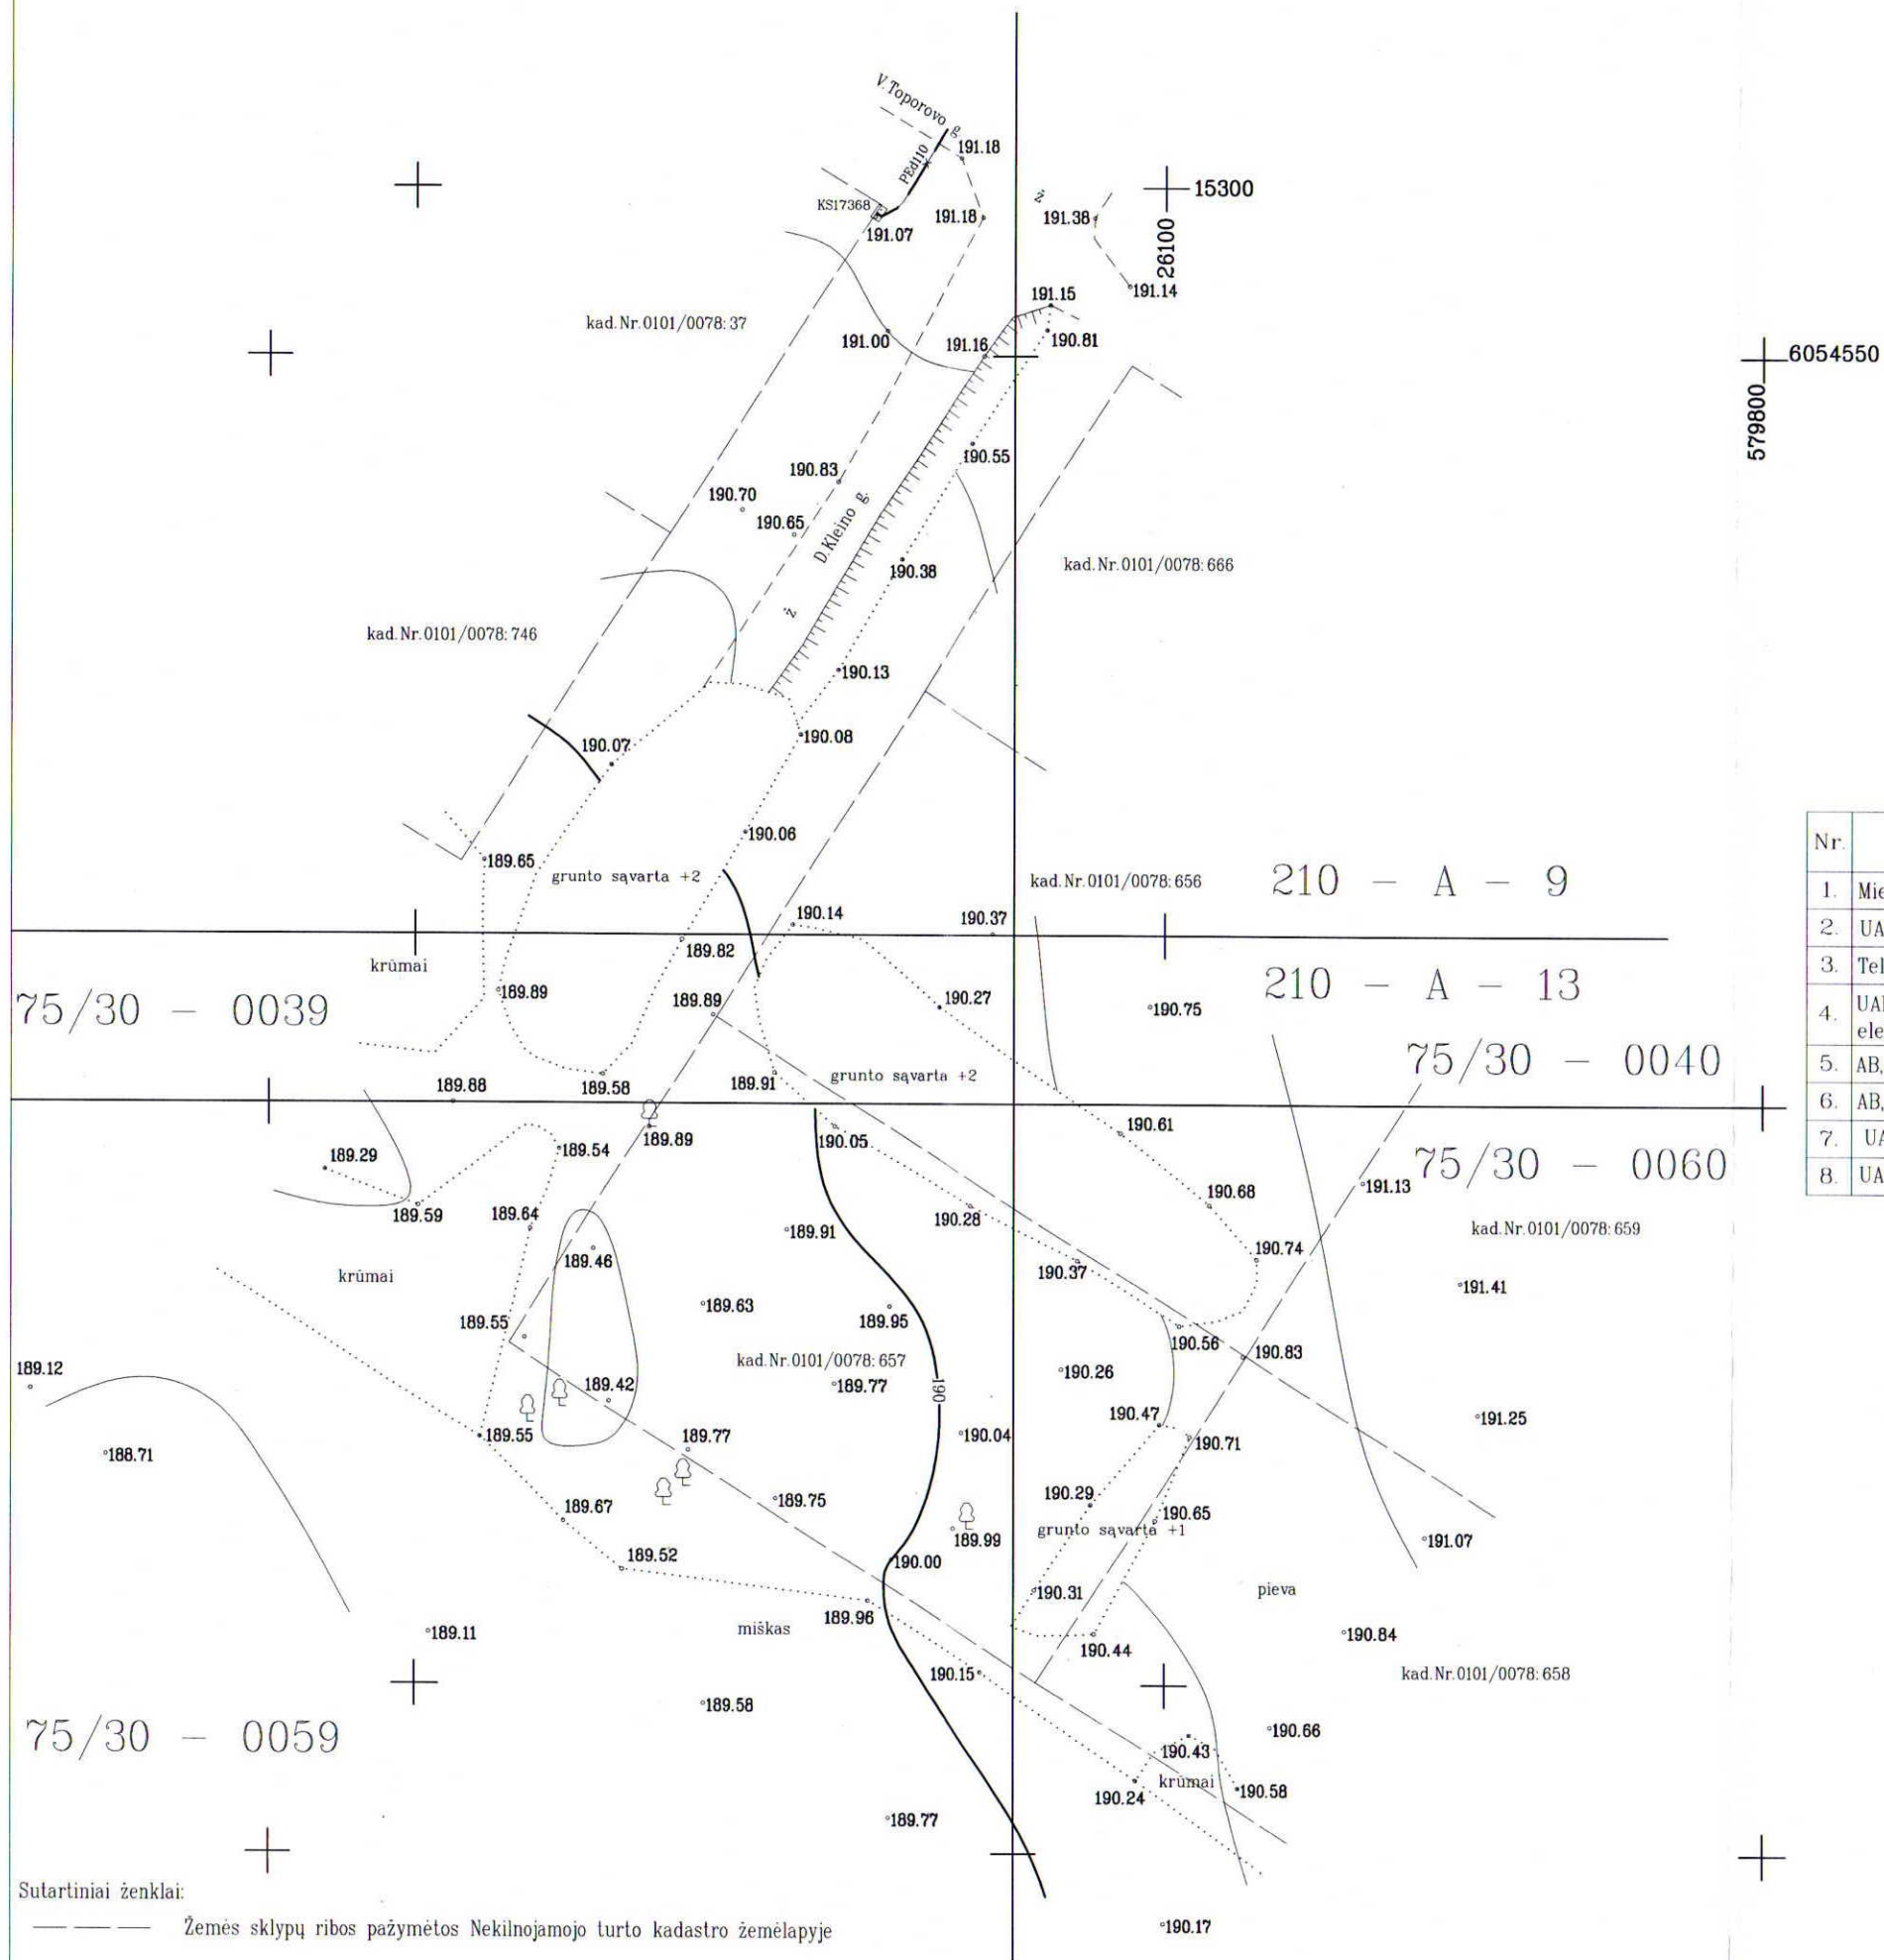 V.Toporovo g.
191.18
PEd110
15300
KS17368
191.18
ž
191.38
26100
191.07
191.14
191.15
kad.Nr.0101/0078:37
191.00
191.16
190.81
6054550
579800
190.55
190.83
190.70
190.65
D.Kleino g.
190.38
kad.Nr.0101/0078:666
ž
kad.Nr.0101/0078:746
190.13
190.07
190.08
190.06
Nr.
189.65
grunto sąvarta +2
kad.Nr.0101/0078:656
210 - A - 9
1. Mie
190.14
190.37
2. UA
189.82
krūmai
3. Tel
210 - A - 13
189.89
75/30 - 0039
189.89
190.27
190.75
4. UA
ele
75/30 - 0040
189.88
189.58
189.91
grunto sąvarta +2
5. AB,
6. AB,
189.89
190.05
190.61
7. UA
189.29
189.54
75/30 - 0060
8. UA
191.13
189.59
189.64
190.28
190.68
189.91
kad.Nr.0101/0078:659
189.46
190.74
krūmai
190.37
191.41
189.63
189.95
189.55
190.56
190.83
189.12
kad.Nr.0101/0078:657
190.26
189.42
189.77
190
190.47
191.25
189.55
189.77
190.04
190.71
188.71
189.75
190.29
190.65
189.67
grunto sąvarta +1
189.99
191.07
189.52
190.00
190.31
pieva
189.96
189.11
miškas
190.44
190.84
190.15
kad.Nr.0101/0078:658
189.58
75/30 - 0059
190.66
190.43
krūmai
190.24
190.58
189.77
Sutartiniai ženklai:
Žemės sklypų ribos pažymėtos Nekilnojamojo turto kadastro žemėlapyje
190.17